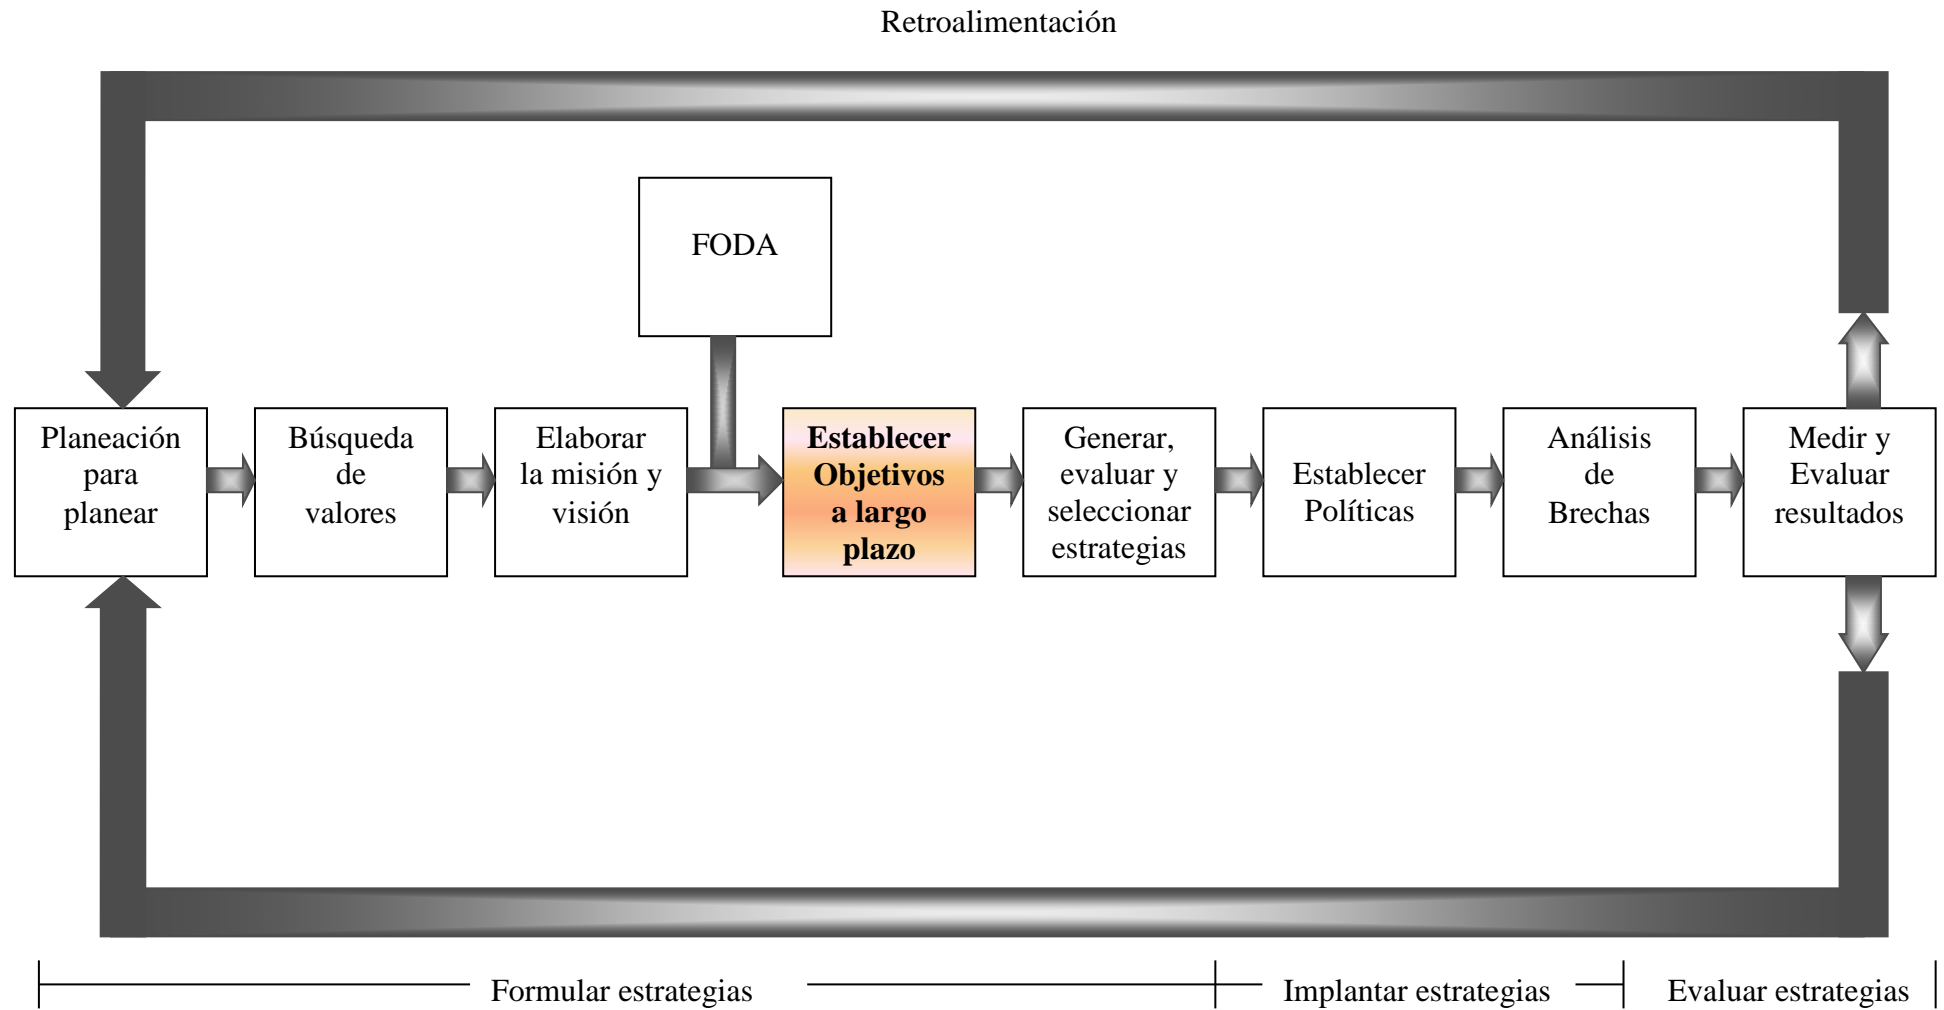 Retroalimentación
FODA
Planeación
para
planear
Búsqueda
de
valores
Elaborar
la misión y
visión
Establecer
Objetivos
a largo
plazo
Generar,
evaluar y
seleccionar
estrategias
Establecer
Políticas
Análisis
de
Brechas
Medir y
Evaluar
resultados
Formular estrategias
Implantar estrategias
Evaluar estrategias